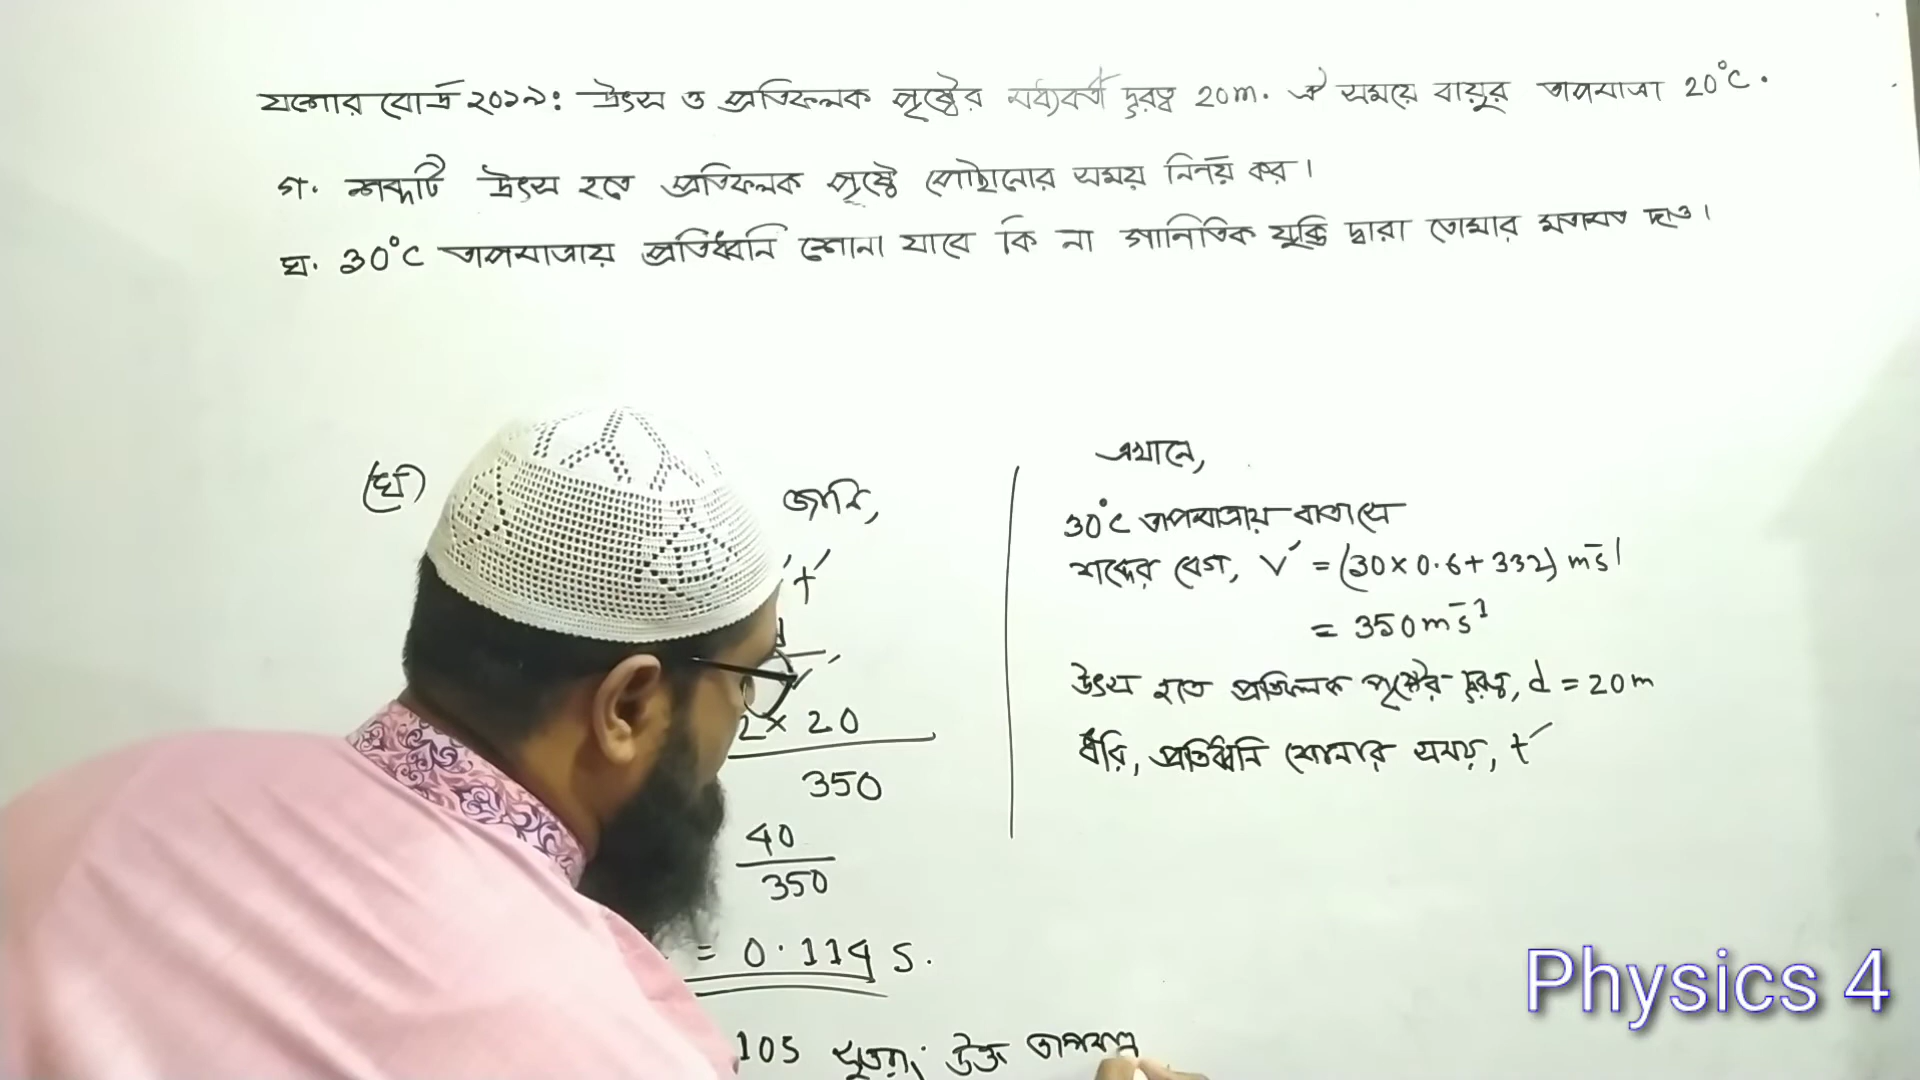 যশোর বোর্ড ২০১৯: উৎস ও প্রতিফলক পৃষ্ঠের মধ্যবর্তী দূরত্ব 20m. ঐ সময়ে বায়ুর তাপমাত্রা 20°C.
গ. শব্দটি উৎস হতে প্রতিফলক পৃষ্ঠে পৌছানোর সময় নির্নয় কর।
ঘ. 30°C তাপমাত্রায় প্রতিধ্বনি শোনা যাবে কি না গানিতিক যুক্তি দ্বারা তোমার মতামত দাও।
(ঘ)
জানি,
t′
2 × 20
350
40
350
= 0.114 s.
10s সুতরাং উক্ত
এখানে,
30°C তাপমাত্রায় বাতাসে
শব্দের বেগ, V′ = (30 × 0.6 + 332) ms⁻¹
= 350 ms⁻¹
উৎস হতে প্রতিফলক পৃষ্ঠের দূরত্ব, d = 20m
ধরি, প্রতিধ্বনি শোনার সময়, t′
Physics 4